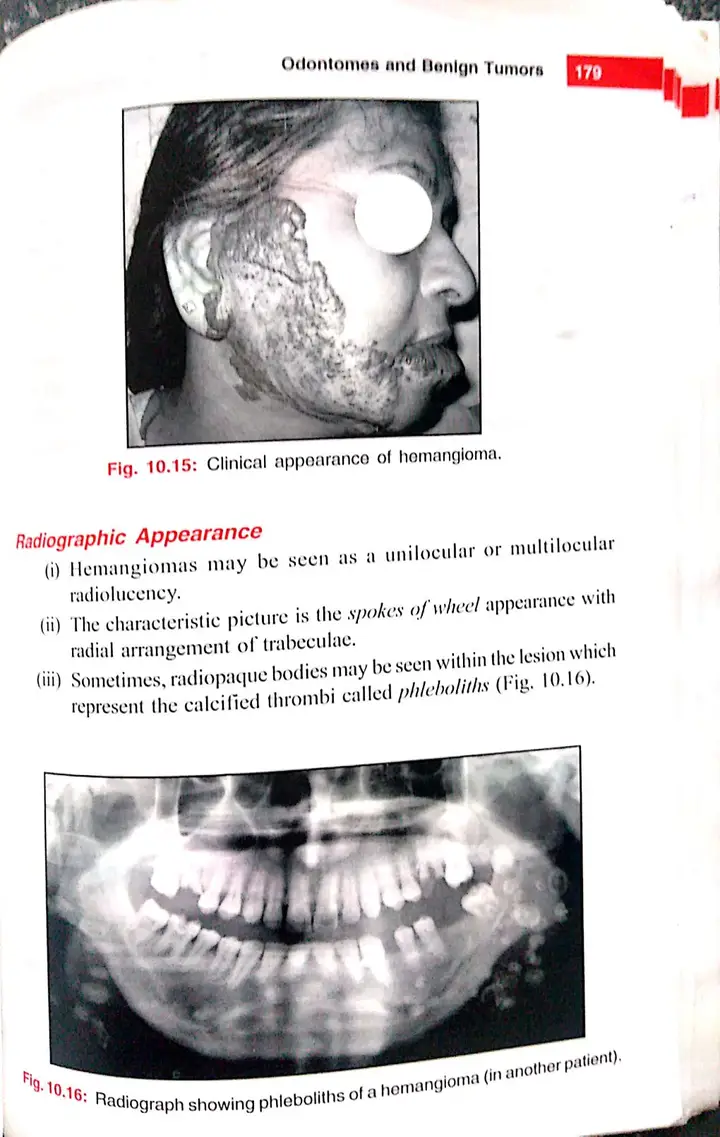 Odontomes and Benign Tumors 179
Fig. 10.15: Clinical appearance of hemangioma.
Radiographic Appearance
(i) Hemangiomas may be seen as a unilocular or multilocular
radiolucency.
(ii) The characteristic picture is the spokes of wheel appearance with
radial arrangement of trabeculae.
(iii) Sometimes, radiopaque bodies may be seen within the lesion which
represent the calcified thrombi called phleboliths (Fig. 10.16).
Fig. 10.16: Radiograph showing phleboliths of a hemangioma (in another patient).